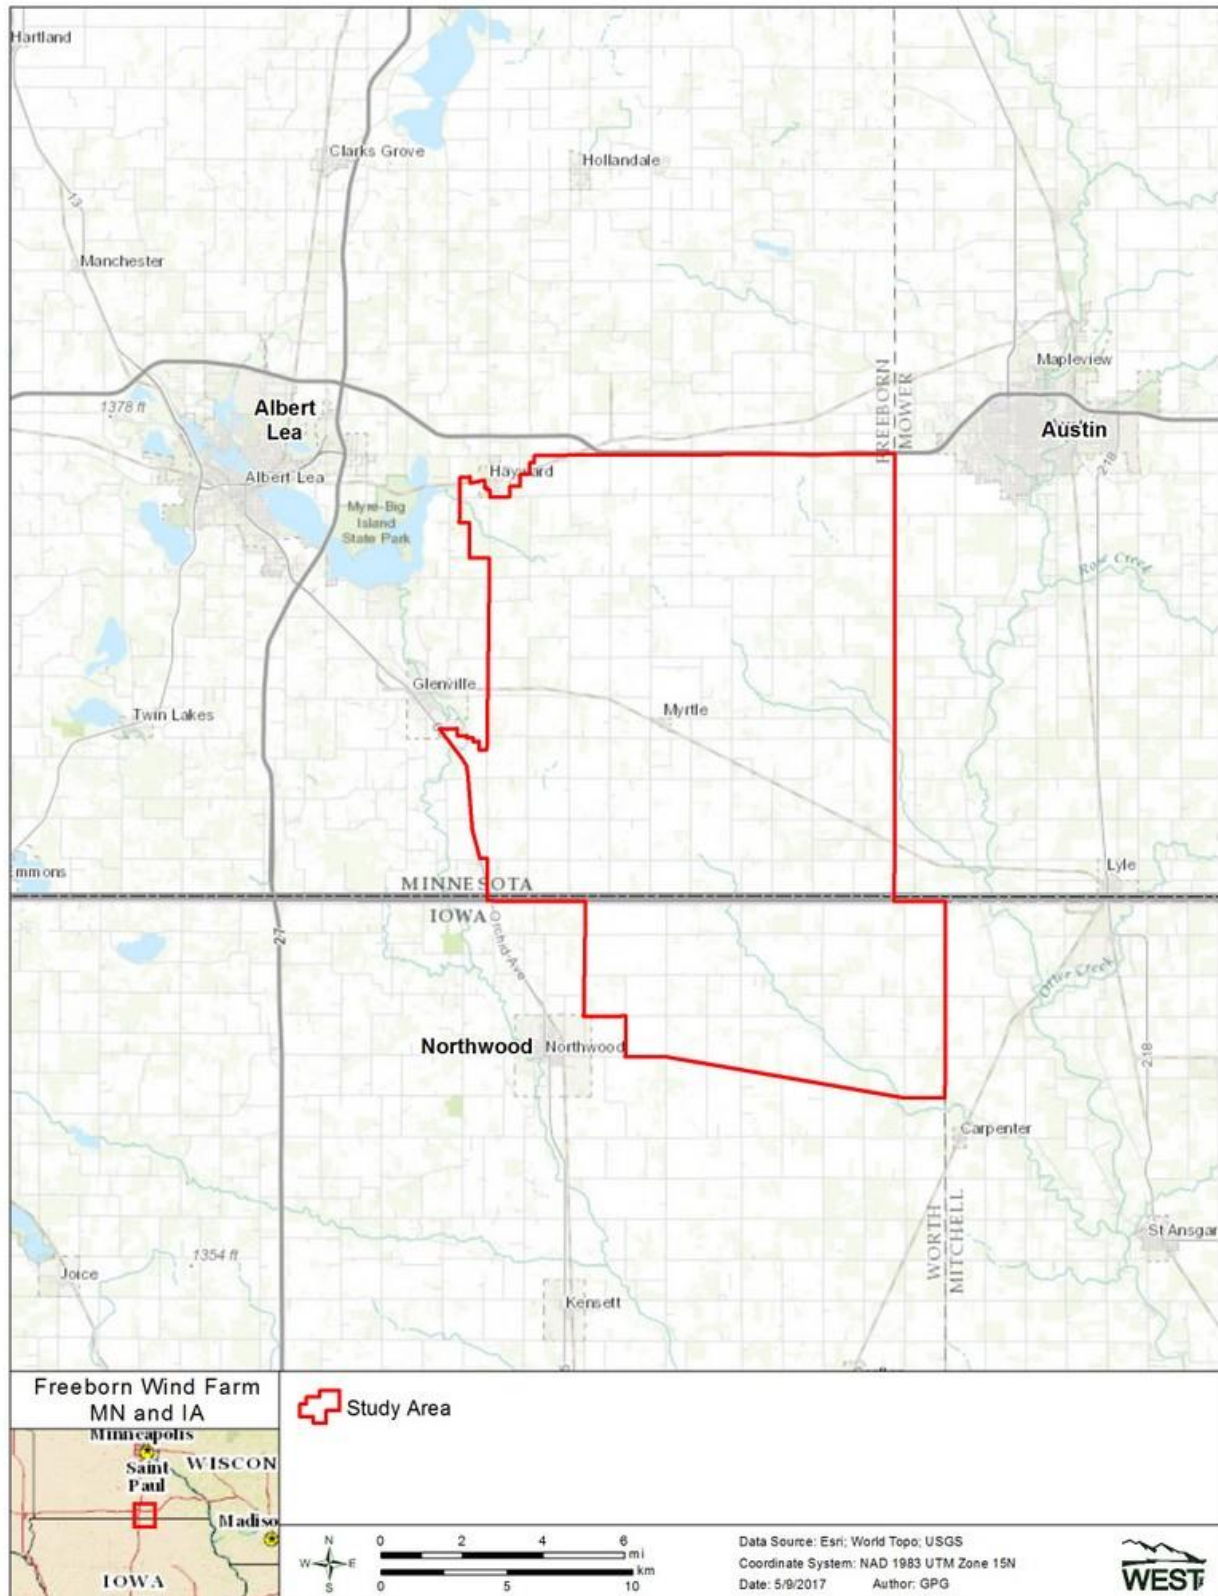 Hartland
Clarks Grove
Hollandale
13
Manchester
Mapleview
FREEBORN
MOWER
1378 ft
Albert
Lea
Austin
Albert Lea
Hayward
218
Myre-Big
Island
State Park
Rose Creek
Glenville
Myrtle
Twin Lakes
Lyle
mmons
MINNESOTA
IOWA
Orchid Ave
27
Otter Creek
Northwood
Northwood
218
Carpenter
WORTH
MITCHELL
St Ansgar
1354 ft
Joice
Kensett
Freeborn Wind Farm
MN and IA
Study Area
Minneapolis
Saint
Paul
WISCON
Madiso
IOWA
N
W E
S
0 2 4 6
mi
km
0 5 10
Data Source: Esri; World Topo; USGS
Coordinate System: NAD 1983 UTM Zone 15N
Date: 5/9/2017 Author: GPG
WEST